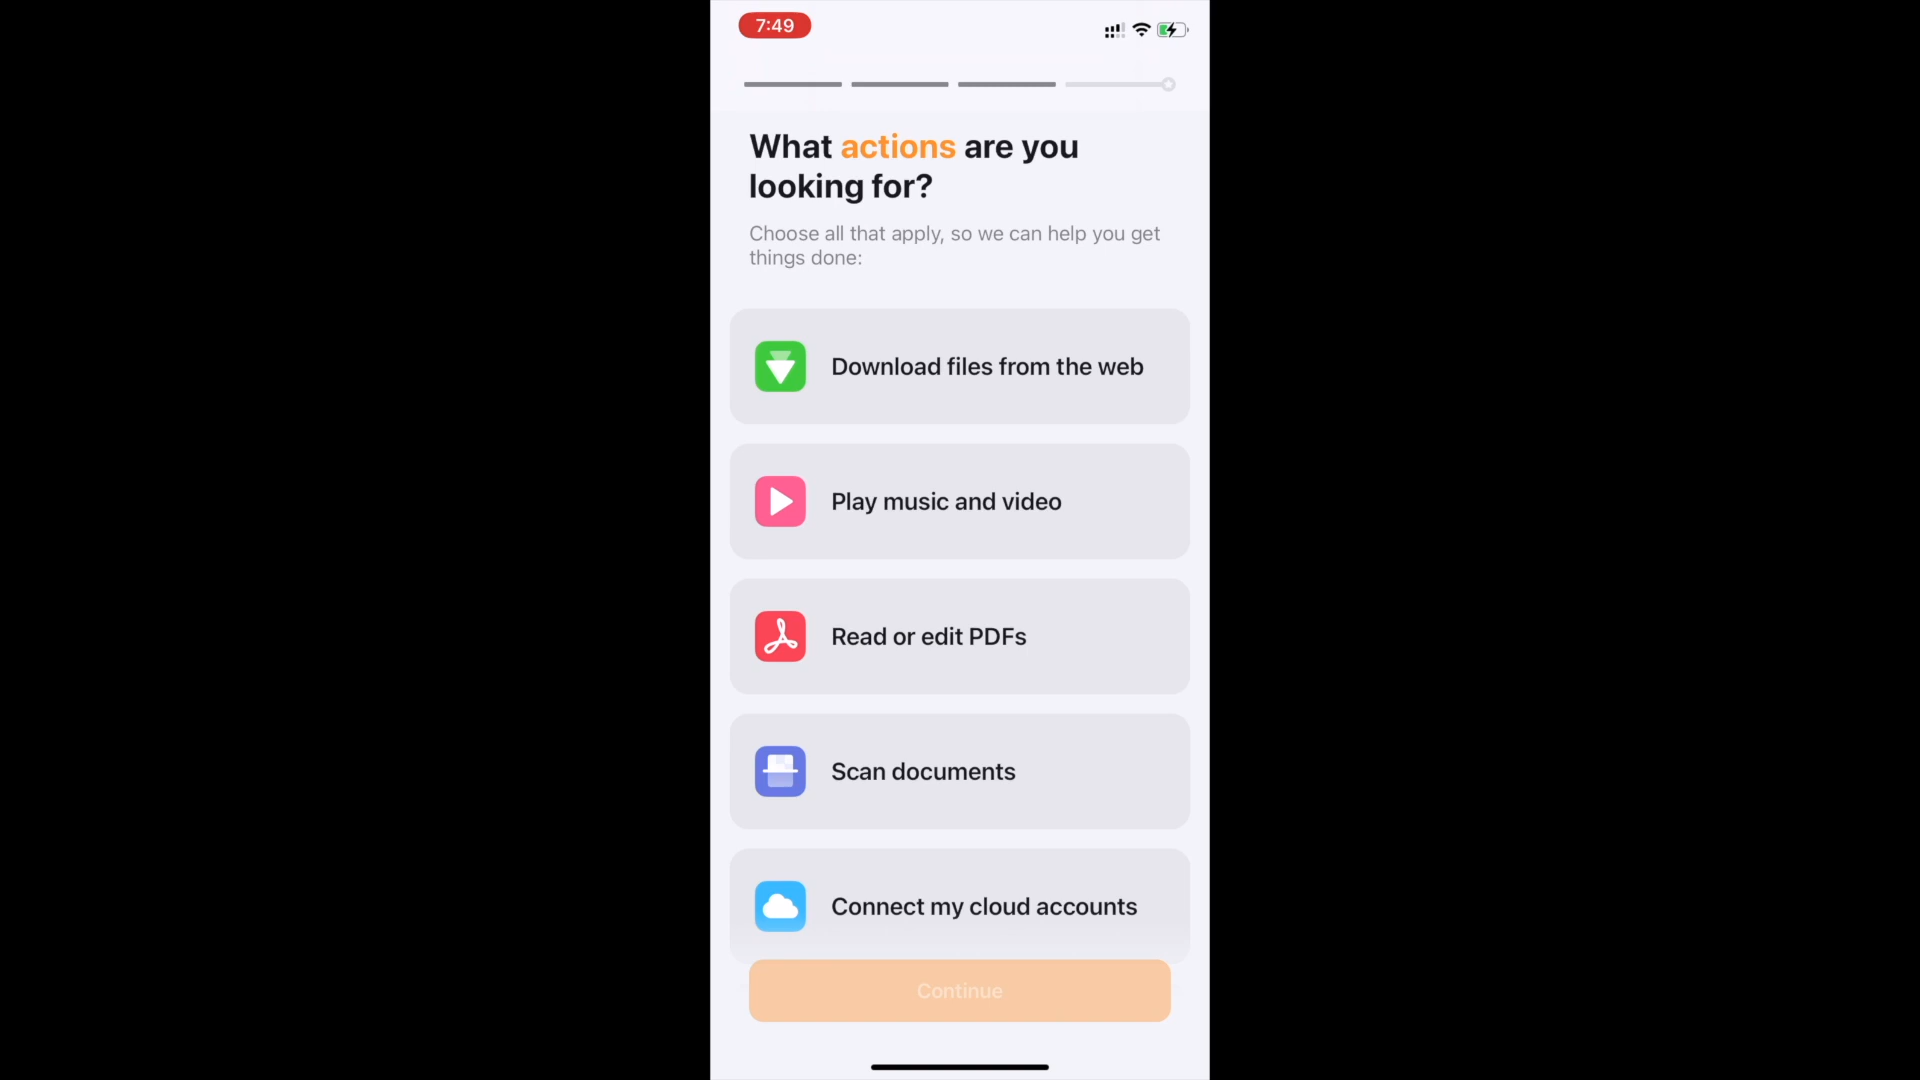 7:49
What actions are you
looking for?
Choose all that apply, so we can help you get
things done:
Download files from the web
Play music and video
Read or edit PDFs
Scan documents
Connect my cloud accounts
Continue